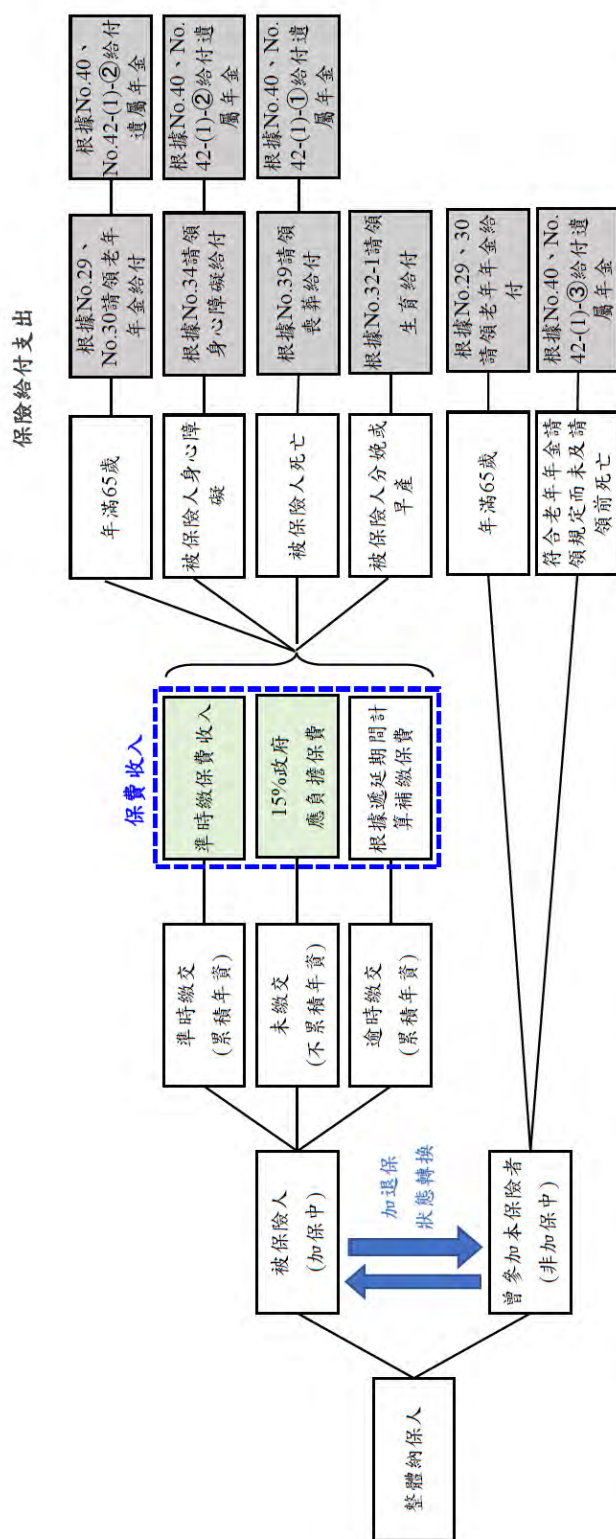 保險給付支出
整體納保人
被保險人
(加保中)
加退保
狀態轉換
曾參加本保險者
(非加保中)
準時繳交
(累積年資)
未繳交
(不累積年資)
逾時繳交
(累積年資)
保費收入
準時繳保費收入
15%政府
應負擔保費
根據遞延期間計
算補繳保費
年滿65歲
根據No.29、
No.30請領老年
年金給付
根據No.40、
No.42-(1)-②給付
遺屬年金
被保險人身心障
礙
根據No.34請領
身心障礙給付
根據No.40、No.
42-(1)-②給付遺
屬年金
被保險人死亡
根據No.39請領
喪葬給付
根據No.40、No.
42-(1)-①給付遺
屬年金
被保險人分娩或
早產
根據No.32-1請領
生育給付
年滿65歲
根據No.29、30
請領老年年金給
付
符合老年年金請
領規定而未及請
領前死亡
根據No.40、No.
42-(1)-③給付遺
屬年金